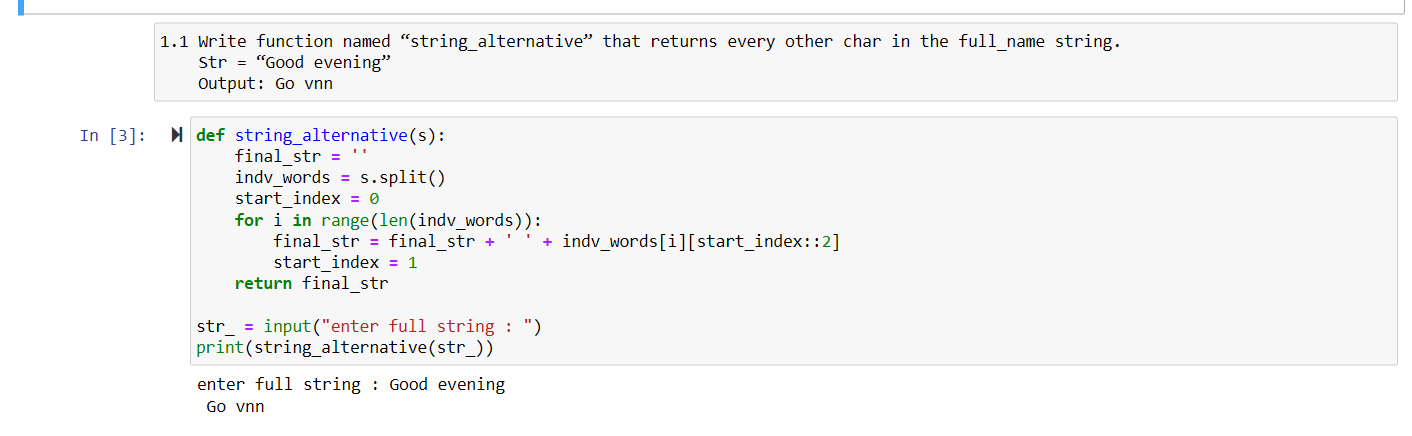 1.1 Write function named “string_alternative” that returns every other char in the full_name string.
Str = “Good evening”
Output: Go vnn
In [3]:
def string_alternative(s):
    final_str = ''
    indv_words = s.split()
    start_index = 0
    for i in range(len(indv_words)):
        final_str = final_str + ' ' + indv_words[i][start_index::2]
        start_index = 1
    return final_str
str_ = input("enter full string : ")
print(string_alternative(str_))
enter full string : Good evening
 Go vnn